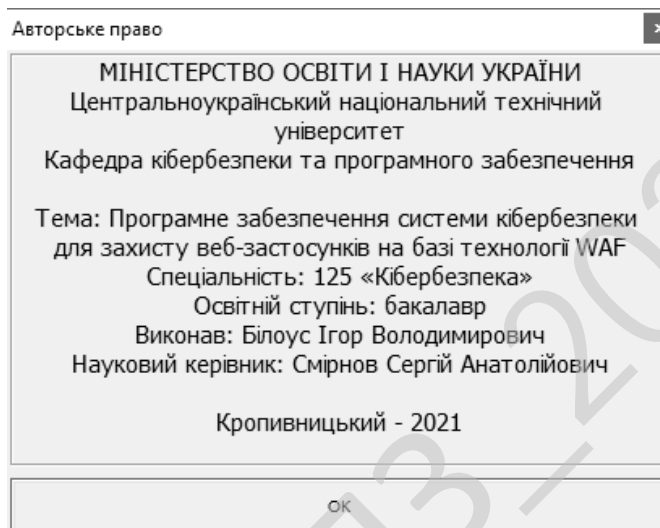 Авторське право
МІНІСТЕРСТВО ОСВІТИ І НАУКИ УКРАЇНИ
Центральноукраїнський національний технічний
університет
Кафедра кібербезпеки та програмного забезпечення
Тема: Програмне забезпечення системи кібербезпеки
для захисту веб-застосунків на базі технології WAF
Спеціальність: 125 «Кібербезпека»
Освітній ступінь: бакалавр
Виконав: Білоус Ігор Володимирович
Науковий керівник: Смірнов Сергій Анатолійович
Кропивницький - 2021
ОК